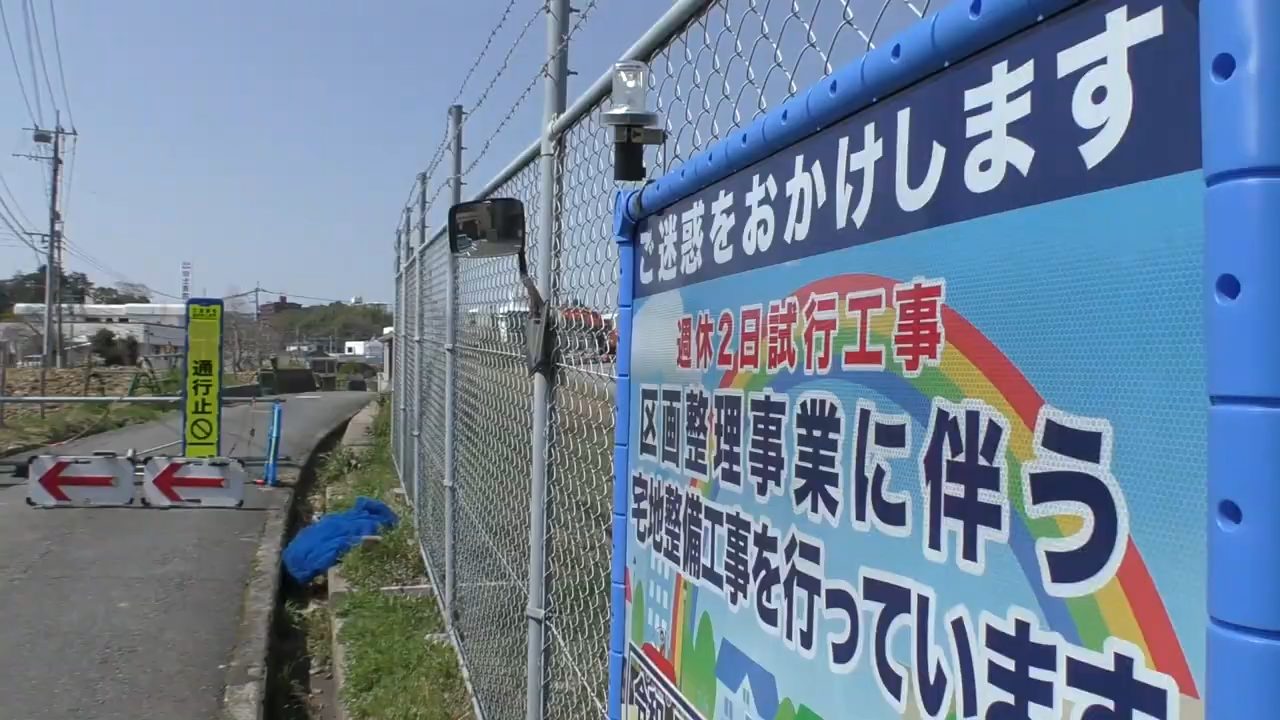 ご迷惑をおかけします
週休2日試行工事
区画整理事業に伴う
宅地整備工事を行っています
令和
通行止